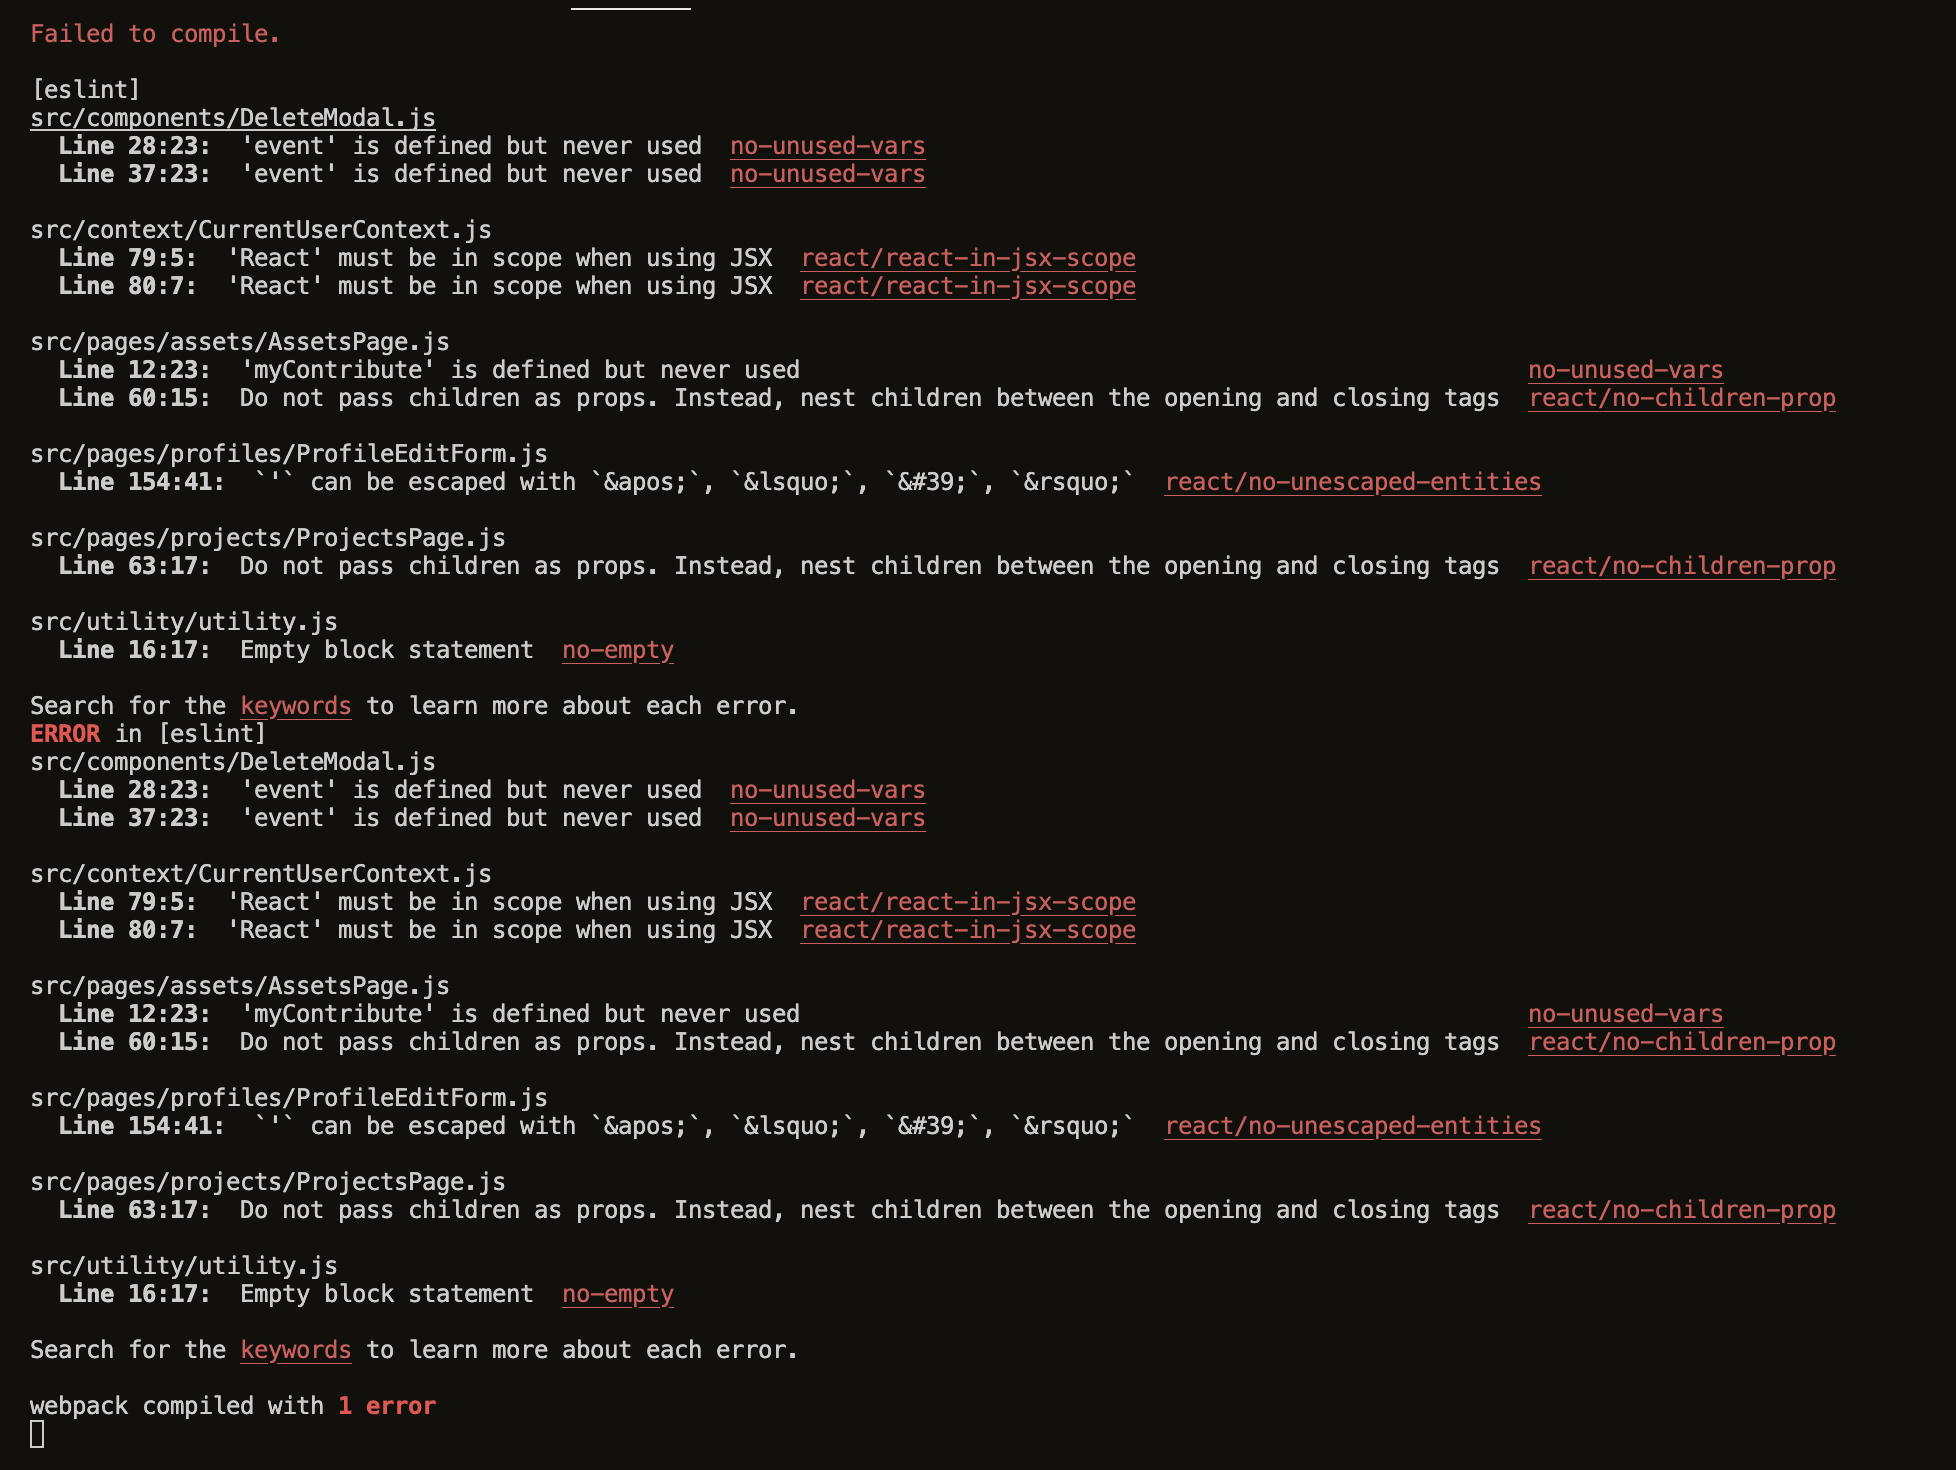 Failed to compile.
[eslint]
src/components/DeleteModal.js
Line 28:23:  'event' is defined but never used  no-unused-vars
Line 37:23:  'event' is defined but never used  no-unused-vars
src/context/CurrentUserContext.js
Line 79:5:  'React' must be in scope when using JSX  react/react-in-jsx-scope
Line 80:7:  'React' must be in scope when using JSX  react/react-in-jsx-scope
src/pages/assets/AssetsPage.js
Line 12:23:  'myContribute' is defined but never used  no-unused-vars
Line 60:15:  Do not pass children as props. Instead, nest children between the opening and closing tags  react/no-children-prop
src/pages/profiles/ProfileEditForm.js
Line 154:41:  `'` can be escaped with `&apos;`, `&lsquo;`, `&#39;`, `&rsquo;`  react/no-unescaped-entities
src/pages/projects/ProjectsPage.js
Line 63:17:  Do not pass children as props. Instead, nest children between the opening and closing tags  react/no-children-prop
src/utility/utility.js
Line 16:17:  Empty block statement  no-empty
Search for the keywords to learn more about each error.
ERROR in [eslint]
src/components/DeleteModal.js
Line 28:23:  'event' is defined but never used  no-unused-vars
Line 37:23:  'event' is defined but never used  no-unused-vars
src/context/CurrentUserContext.js
Line 79:5:  'React' must be in scope when using JSX  react/react-in-jsx-scope
Line 80:7:  'React' must be in scope when using JSX  react/react-in-jsx-scope
src/pages/assets/AssetsPage.js
Line 12:23:  'myContribute' is defined but never used  no-unused-vars
Line 60:15:  Do not pass children as props. Instead, nest children between the opening and closing tags  react/no-children-prop
src/pages/profiles/ProfileEditForm.js
Line 154:41:  `'` can be escaped with `&apos;`, `&lsquo;`, `&#39;`, `&rsquo;`  react/no-unescaped-entities
src/pages/projects/ProjectsPage.js
Line 63:17:  Do not pass children as props. Instead, nest children between the opening and closing tags  react/no-children-prop
src/utility/utility.js
Line 16:17:  Empty block statement  no-empty
Search for the keywords to learn more about each error.
webpack compiled with 1 error